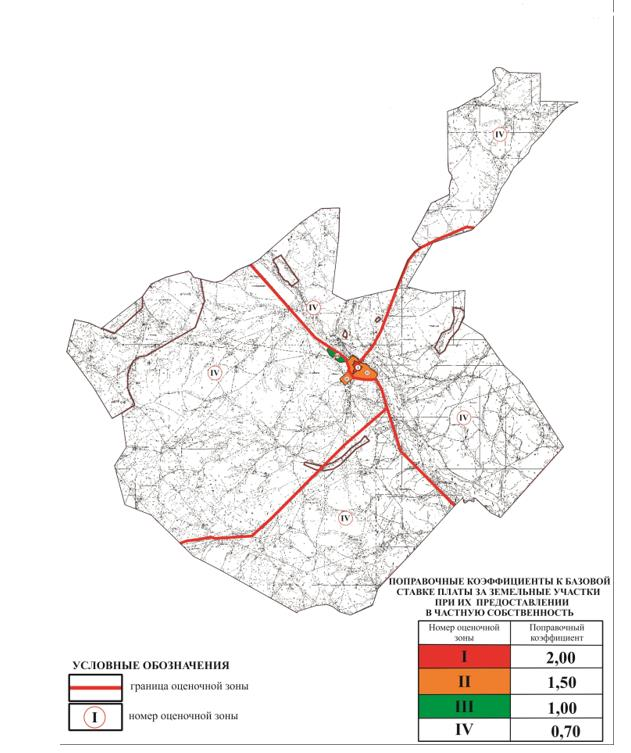 IV
IV
IV
IV
IV
ПОПРАВОЧНЫЕ КОЭФФИЦИЕНТЫ К БАЗОВОЙ
СТАВКЕ ПЛАТЫ ЗА ЗЕМЕЛЬНЫЕ УЧАСТКИ
ПРИ ИХ ПРЕДОСТАВЛЕНИИ
В ЧАСТНУЮ СОБСТВЕННОСТЬ
Номер оценочной зоны Поправочный коэффициент
I 2,00
II 1,50
III 1,00
IV 0,70
УСЛОВНЫЕ ОБОЗНАЧЕНИЯ
граница оценочной зоны
I номер оценочной зоны